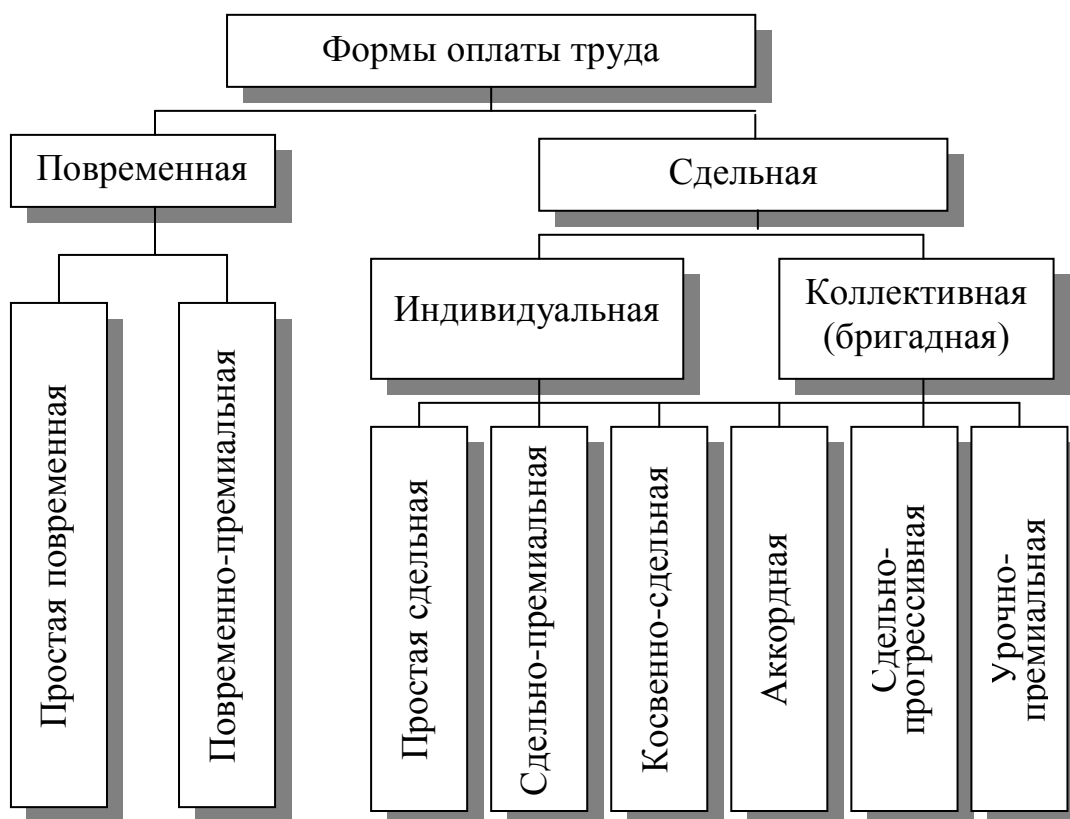 Формы оплаты труда
Повременная
Сдельная
Индивидуальная
Коллективная
(бригадная)
Простая повременная
Повременно-премиальная
Простая сдельная
Сдельно-премиальная
Косвенно-сдельная
Аккордная
Сдельно-
прогрессивная
Урочно-
премиальная